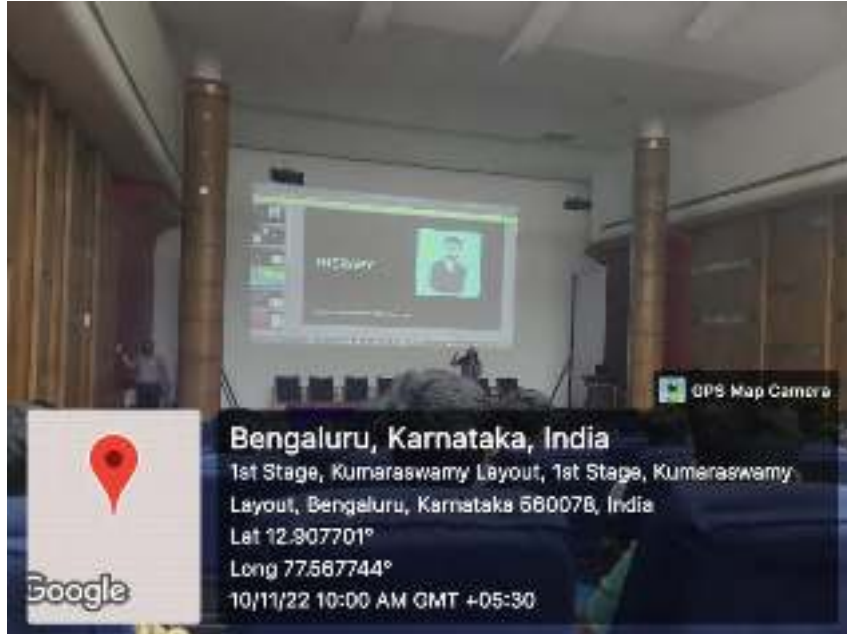 GPS Map Camera
Bengaluru, Karnataka, India
1st Stage, Kumaraswamy Layout, 1st Stage, Kumaraswamy
Layout, Bengaluru, Karnataka 560078, India
Lat 12.907701°
Long 77.567744°
10/11/22 10:00 AM GMT +05:30
Google